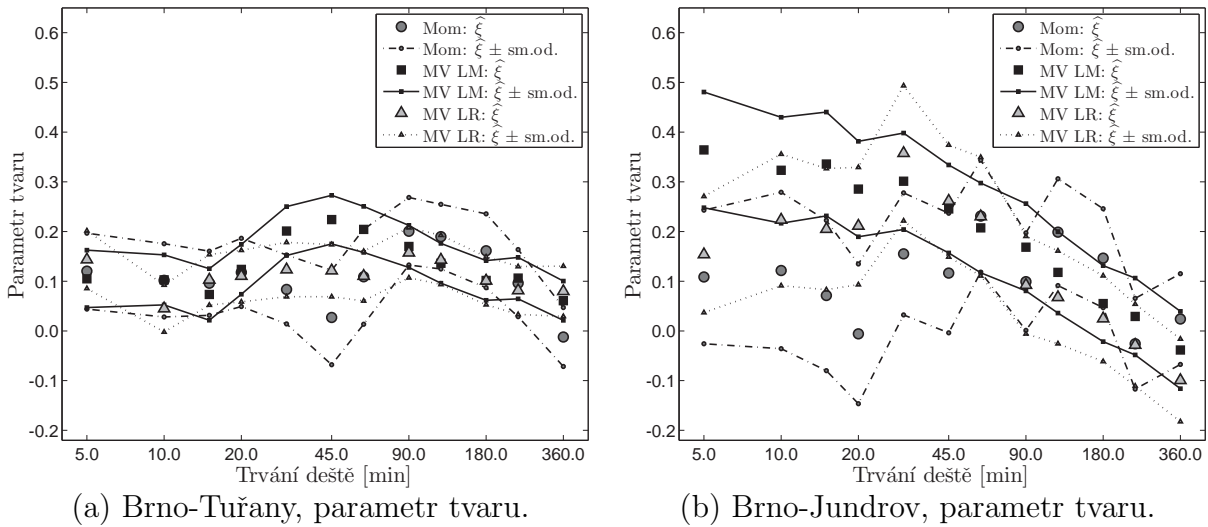 0.6
0.5
0.4
0.3
0.2
0.1
0.0
-0.1
-0.2
Parametr tvaru
Mom: ξ̂
Mom: ξ̂ ± sm.od.
MV LM: ξ̂
MV LM: ξ̂ ± sm.od.
MV LR: ξ̂
MV LR: ξ̂ ± sm.od.
5.0 10.0 20.0 45.0 90.0 180.0 360.0
Trvání deště [min]
(a) Brno-Tuřany, parametr tvaru.
0.6
0.5
0.4
0.3
0.2
0.1
0.0
-0.1
-0.2
Parametr tvaru
Mom: ξ̂
Mom: ξ̂ ± sm.od.
MV LM: ξ̂
MV LM: ξ̂ ± sm.od.
MV LR: ξ̂
MV LR: ξ̂ ± sm.od.
5.0 10.0 20.0 45.0 90.0 180.0 360.0
Trvání deště [min]
(b) Brno-Jundrov, parametr tvaru.